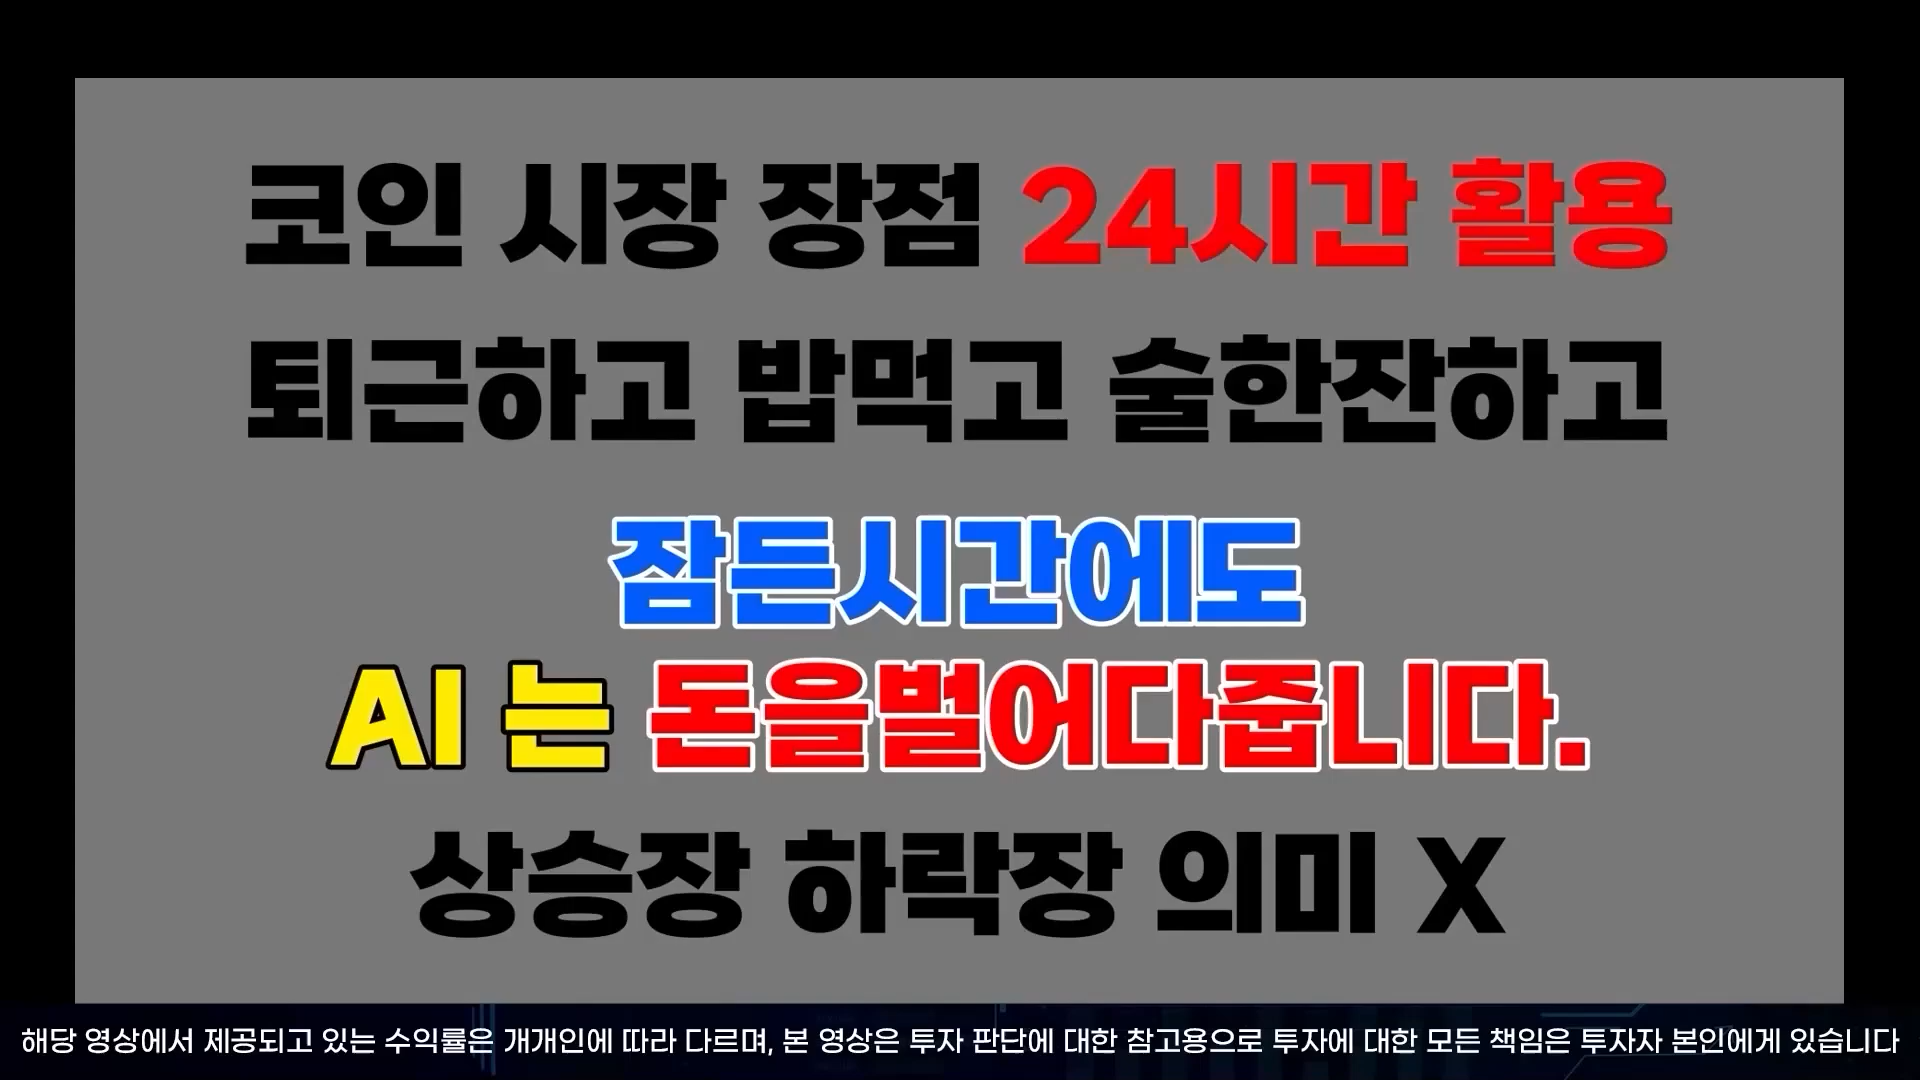 코인 시장 장점 24시간 활용
퇴근하고 밥먹고 술한잔하고
잠든시간에도
AI 는 돈을벌어다줍니다.
상승장 하락장 의미 X
해당 영상에서 제공되고 있는 수익률은 개개인에 따라 다르며, 본 영상은 투자 판단에 대한 참고용으로 투자에 대한 모든 책임은 투자자 본인에게 있습니다